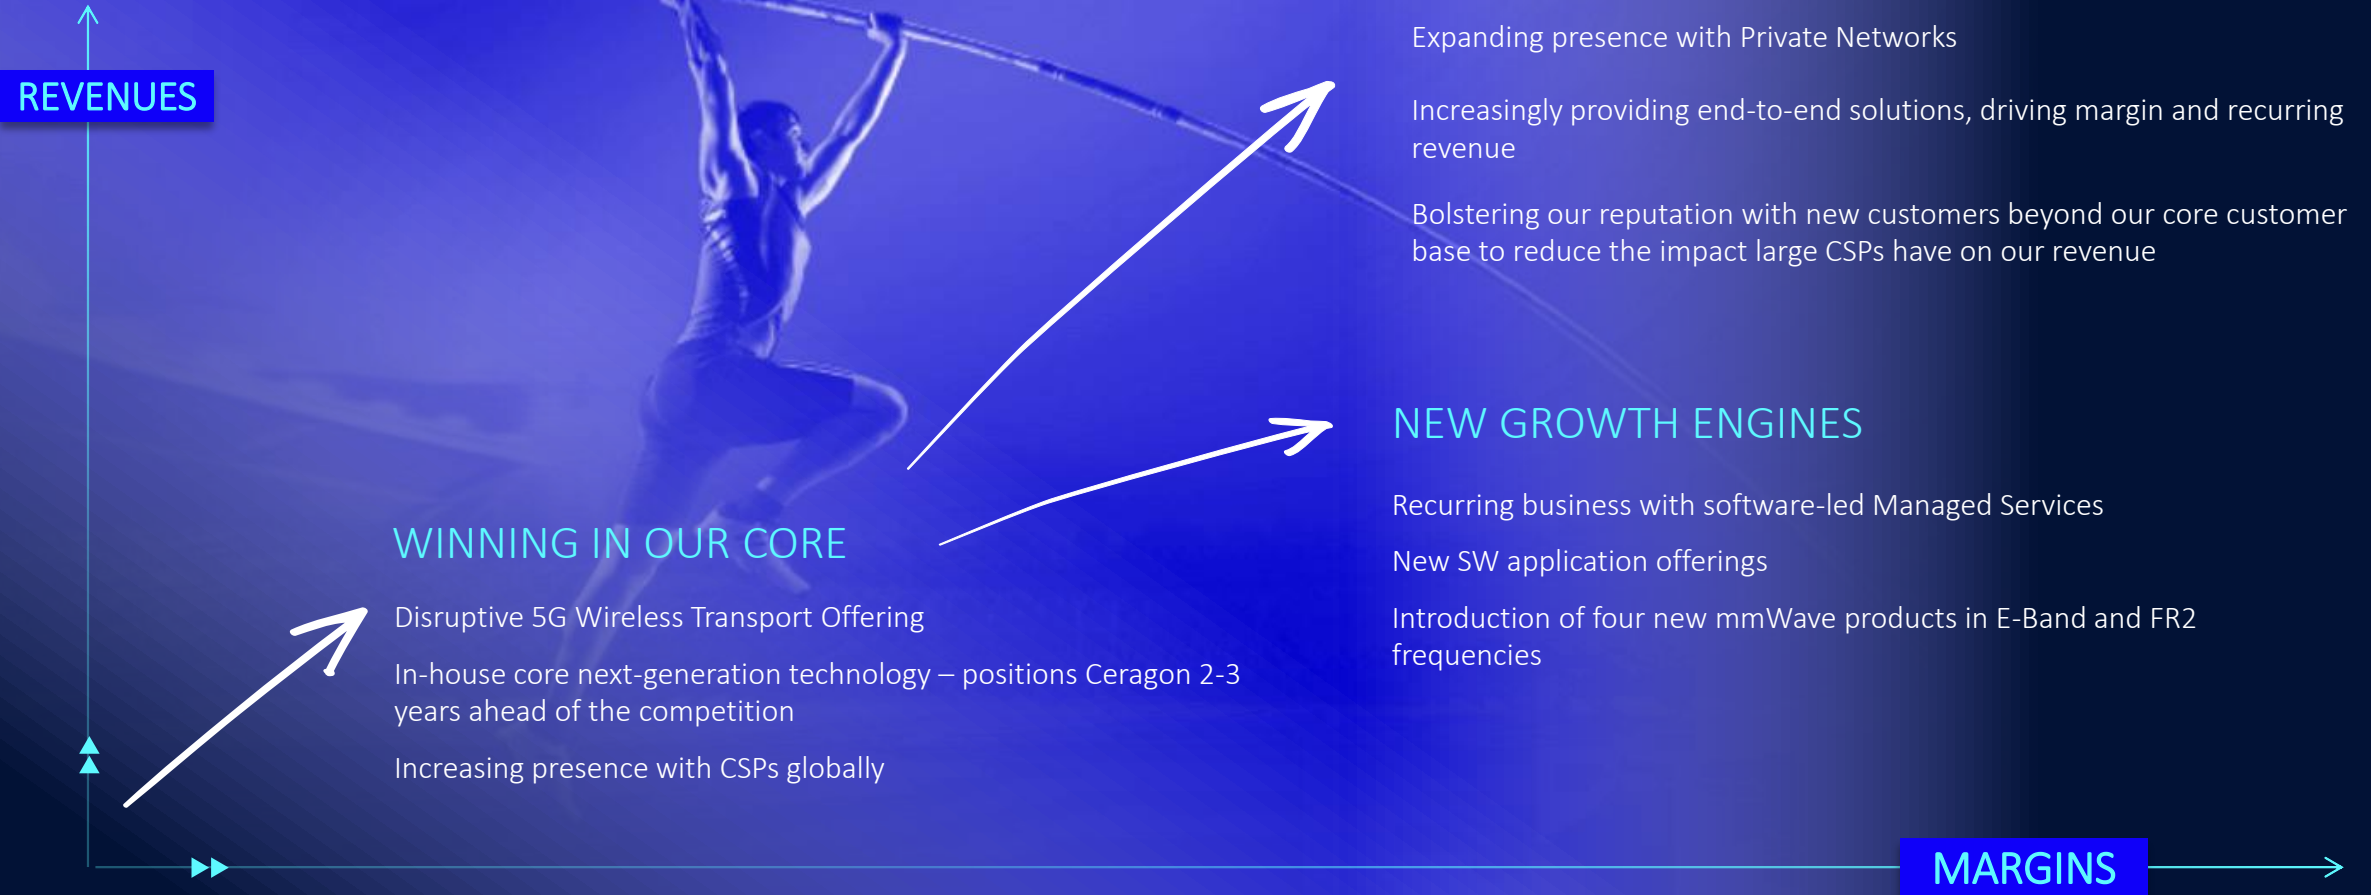 REVENUES
Expanding presence with Private Networks
Increasingly providing end-to-end solutions, driving margin and recurring
revenue
Bolstering our reputation with new customers beyond our core customer
base to reduce the impact large CSPs have on our revenue
NEW GROWTH ENGINES
Recurring business with software-led Managed Services
New SW application offerings
Introduction of four new mmWave products in E-Band and FR2
frequencies
WINNING IN OUR CORE
Disruptive 5G Wireless Transport Offering
In-house core next-generation technology – positions Ceragon 2-3
years ahead of the competition
Increasing presence with CSPs globally
MARGINS